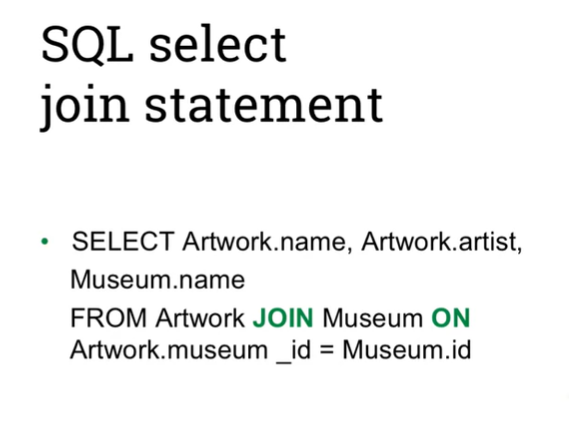 SQL select
join statement
• SELECT Artwork.name, Artwork.artist,
Museum.name
FROM Artwork JOIN Museum ON
Artwork.museum _id = Museum.id